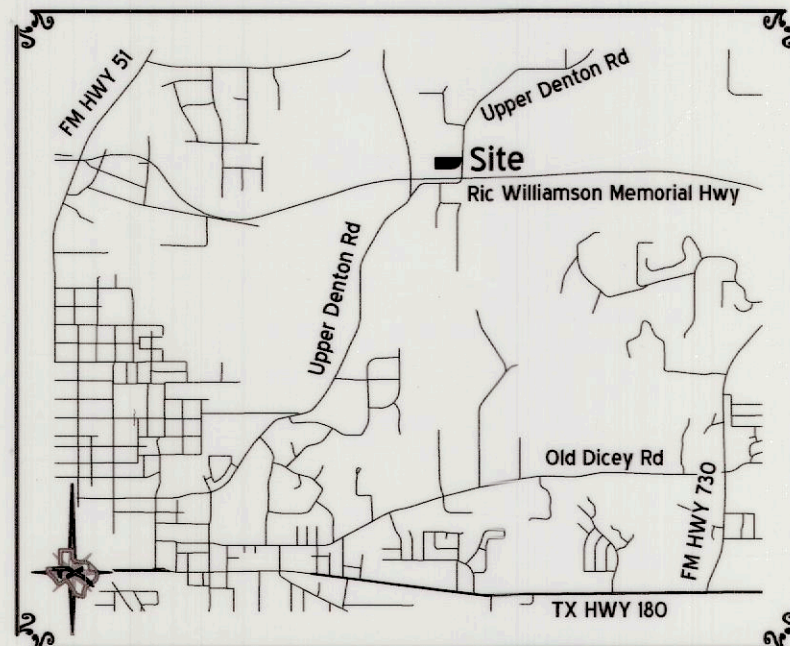 FM HWY 51
Upper Denton Rd
Site
Ric Williamson Memorial Hwy
Upper Denton Rd
Old Dicey Rd
FM HWY 730
TX HWY 180